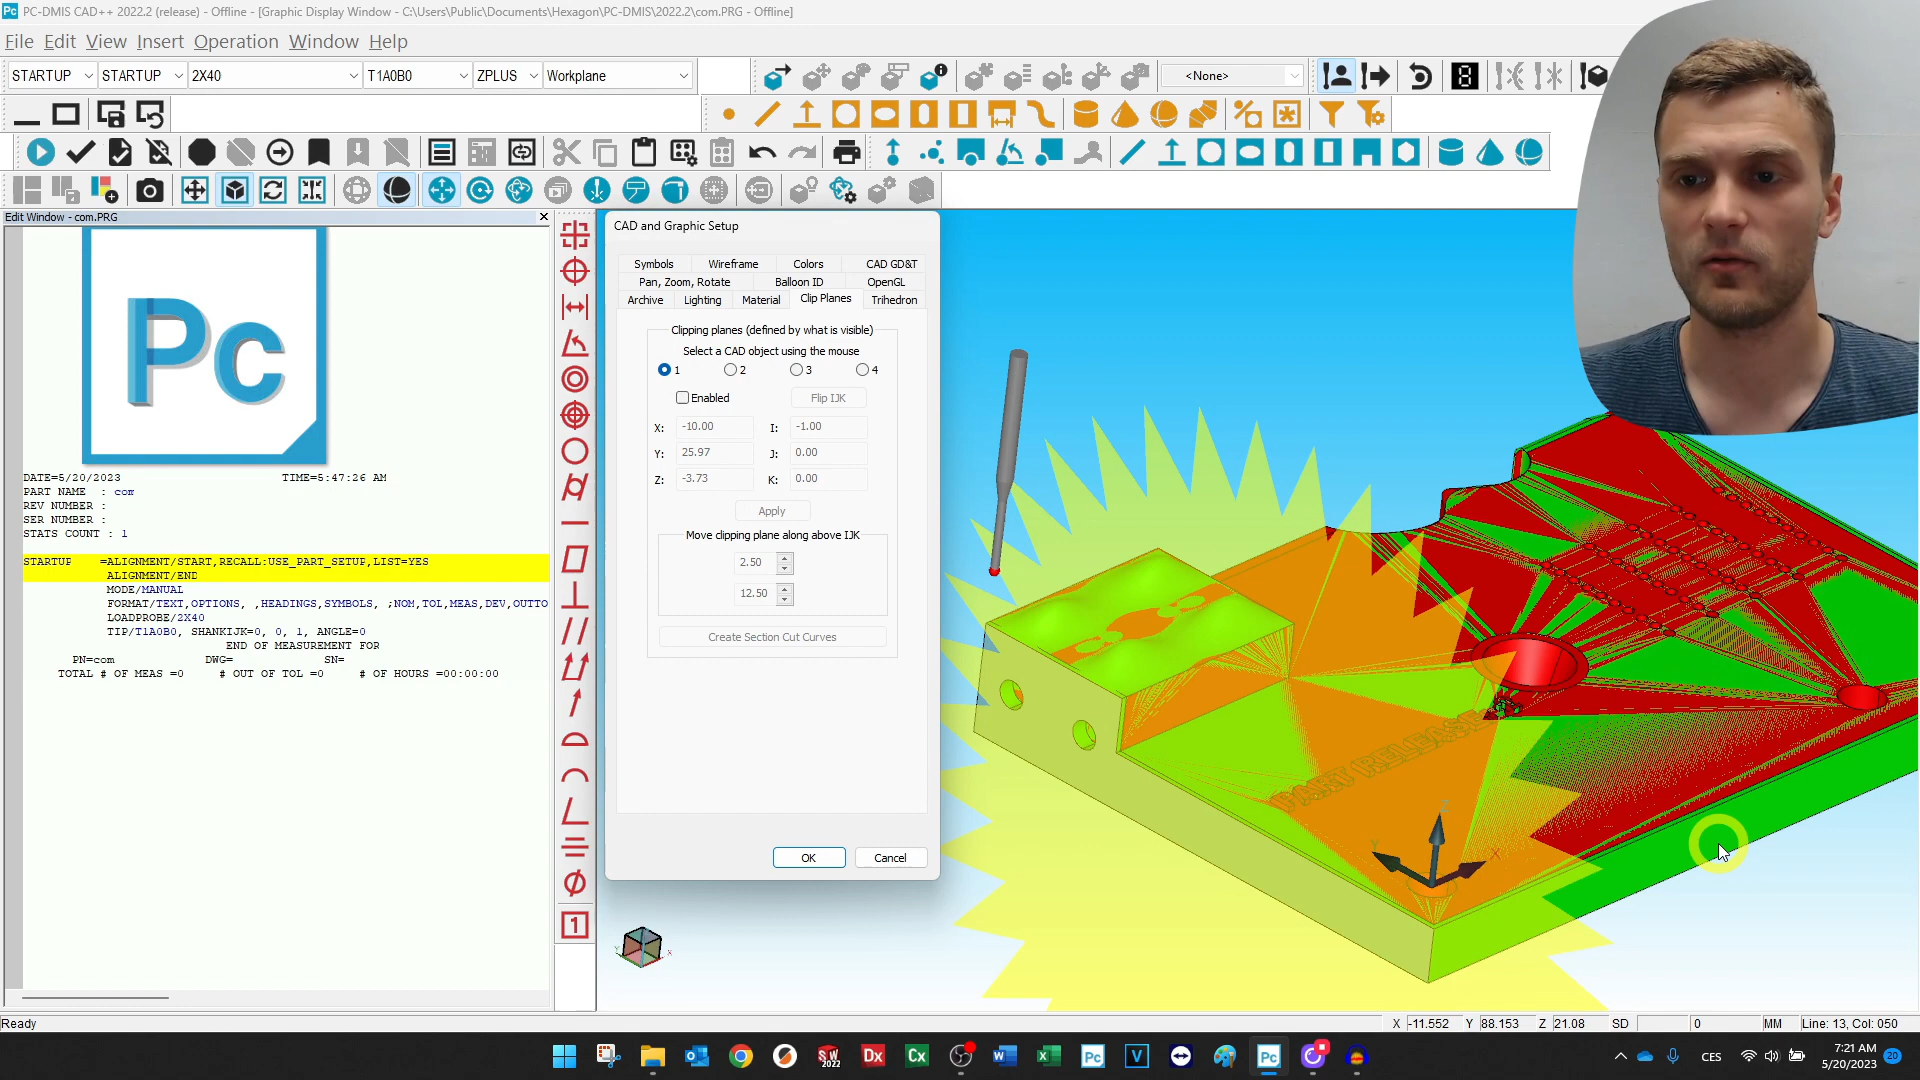 PC-DMIS CAD++ 2022.2 (release) - Offline - [Graphic Display Window - C:\Users\Public\Documents\Hexagon\PC-DMIS\2022.2\com.PRG - Offline]
File Edit View Insert Operation Window Help
STARTUP STARTUP 2X40 T1A0B0 ZPLUS Workplane <None>
Edit Window - com.PRG
Pc
DATE=5/20/2023 TIME=5:47:26 AM
PART NAME : com
REV NUMBER :
SER NUMBER :
STATS COUNT : 1
STARTUP =ALIGNMENT/START,RECALL:USE_PART_SETUP,LIST=YES
ALIGNMENT/END
MODE/MANUAL
FORMAT/TEXT,OPTIONS, ,HEADINGS,SYMBOLS, ;NOM,TOL,MEAS,DEV,OUTTO
LOADPROBE/2X40
TIP/T1A0B0, SHANKIJK=0, 0, 1, ANGLE=0
END OF MEASUREMENT FOR
PN=com DWG= SN=
TOTAL # OF MEAS =0 # OUT OF TOL =0 # OF HOURS =00:00:00
CAD and Graphic Setup
Symbols Wireframe Colors CAD GD&T
Pan, Zoom, Rotate Balloon ID OpenGL
Archive Lighting Material Clip Planes Trihedron
Clipping planes (defined by what is visible)
Select a CAD object using the mouse
1 2 3 4
Enabled Flip IJK
X: -10.00 I: -1.00
Y: 25.97 J: 0.00
Z: -3.73 K: 0.00
Apply
Move clipping plane along above IJK
2.50
12.50
Create Section Cut Curves
OK Cancel
PART RELEASE
Z
Y X
Ready X -11.552 Y 88.153 Z 21.08 SD 0 MM Line: 13, Col: 050
CES 7:21 AM
5/20/2023 20